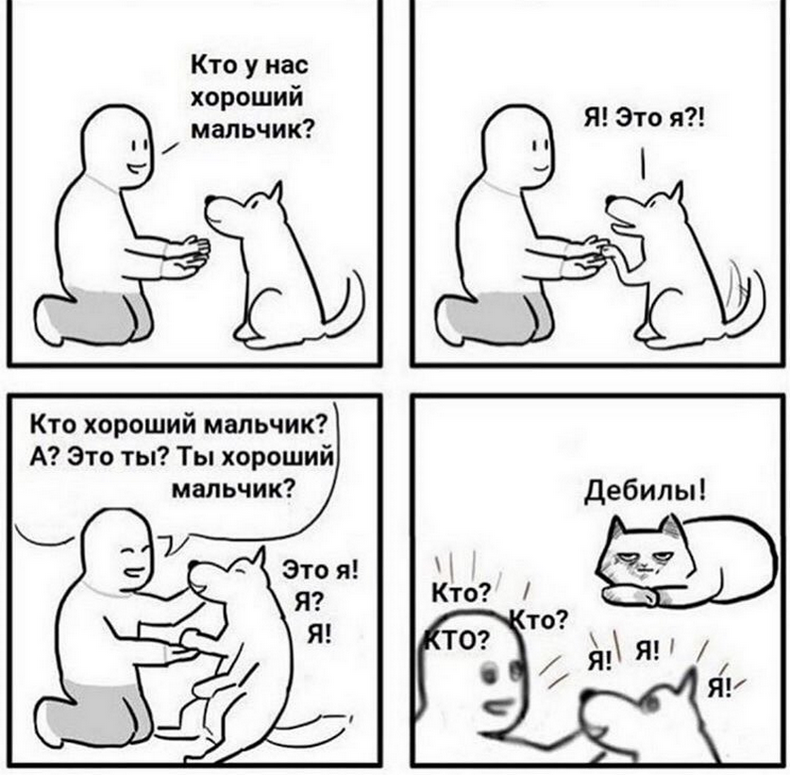 Кто у нас
хороший
мальчик?
Я! Это я?!
Кто хороший мальчик?
А? Это ты? Ты хороший
мальчик?
Это я!
Я?
Я!
Дебилы!
Кто?
Кто?
КТО?
Я!
Я!
Я!